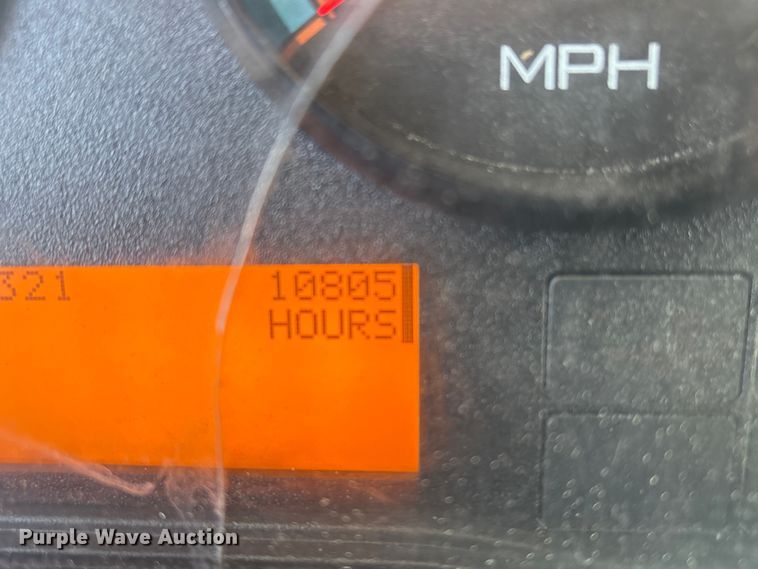 MPH
321 10805
HOURS
Purple Wave Auction